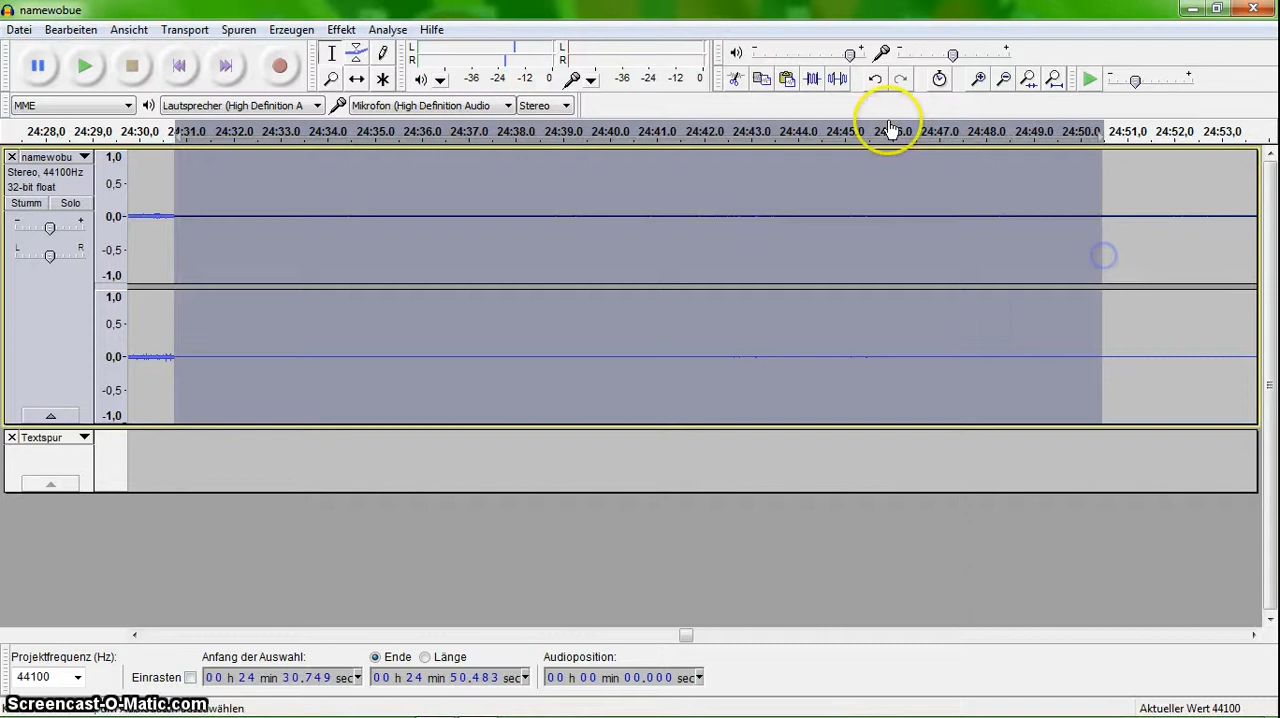 namewobue
Datei Bearbeiten Ansicht Transport Spuren Erzeugen Effekt Analyse Hilfe
L
R
-36 -24 -12 0
L
R
-36 -24 -12 0
MME Lautsprecher (High Definition A Mikrofon (High Definition Audio Stereo
24:28,0 24:29,0 24:30,0 24:31,0 24:32,0 24:33,0 24:34,0 24:35,0 24:36,0 24:37,0 24:38,0 24:39,0 24:40,0 24:41,0 24:42,0 24:43,0 24:44,0 24:45,0 24:47,0 24:48,0 24:49,0 24:50,0 24:51,0 24:52,0 24:53,0
namewobu
Stereo, 44100Hz
32-bit float
Stumm Solo
- +
L R
1,0
0,5
0,0
-0,5
-1,0
1,0
0,5
0,0
-0,5
-1,0
Textspur
Projektfrequenz (Hz): Anfang der Auswahl: Ende Länge Audioposition:
44100 Einrasten 00 h 24 min 30.749 sec 00 h 24 min 50.483 sec 00 h 00 min 00.000 sec
Screencast-O-Matic.com auswählen Aktueller Wert 44100